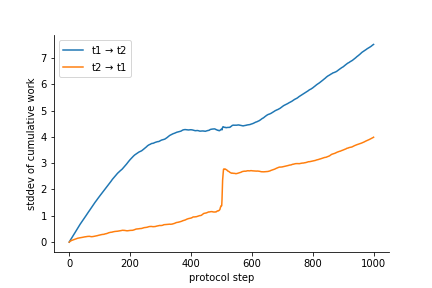 t1 → t2
t2 → t1
stddev of cumulative work
7
6
5
4
3
2
1
0
0 200 400 600 800 1000
protocol step